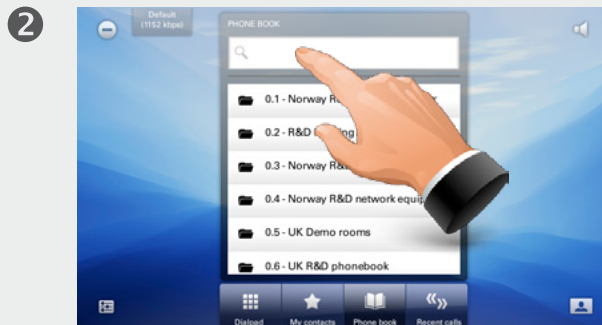 2
Default
(1152 kbps)
PHONE BOOK
0.1 - Norway
0.2 - R&D
0.3 - Norway
0.4 - Norway R&D network
0.5 - UK Demo rooms
0.6 - UK R&D phonebook
Dialpad My contacts Phone book Recent calls